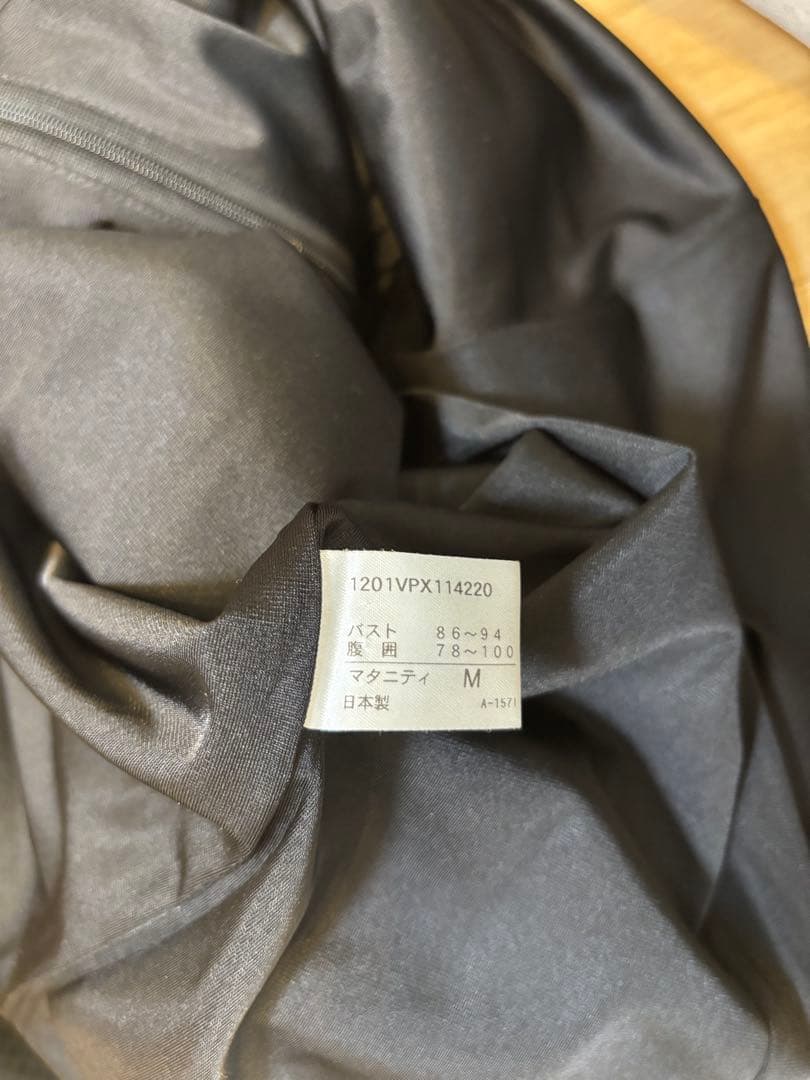 1201VPX114220
バスト 86～94
腹囲 78～100
マタニティ M
日本製 A-1571